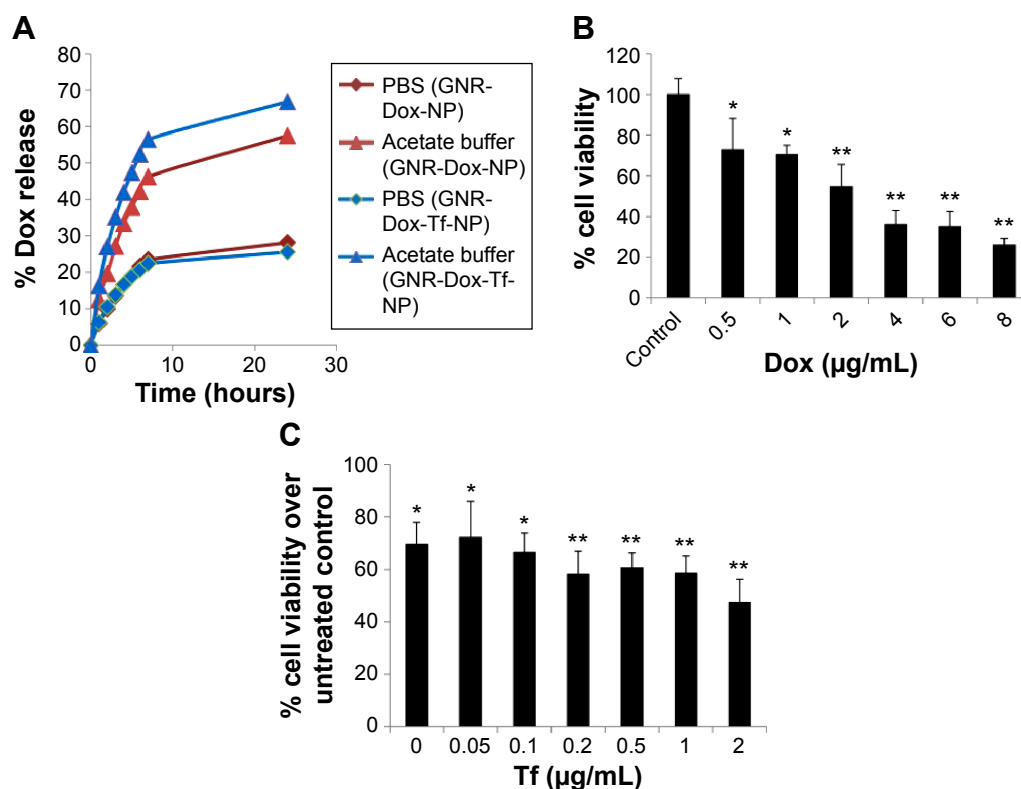 A
% Dox release
80
70
60
50
40
30
20
10
0
0
10
20
30
Time (hours)
PBS (GNR-
Dox-NP)
Acetate buffer
(GNR-Dox-NP)
PBS (GNR-
Dox-Tf-NP)
Acetate buffer
(GNR-Dox-Tf-
NP)
B
% cell viability
120
100
80
60
40
20
0
*
*
**
**
**
**
Control
0.5
1
2
4
6
8
Dox (µg/mL)
C
% cell viability over
untreated control
100
80
60
40
20
0
*
*
*
**
**
**
**
0
0.05
0.1
0.2
0.5
1
2
Tf (µg/mL)